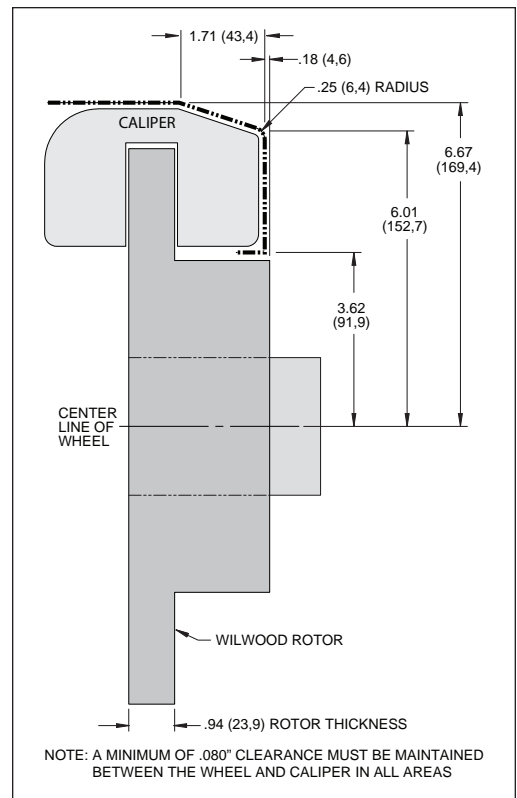 1.71 (43,4)
.18 (4,6)
.25 (6,4) RADIUS
CALIPER
6.67
(169,4)
6.01
(152,7)
3.62
(91,9)
CENTER
LINE OF
WHEEL
WILWOOD ROTOR
.94 (23,9) ROTOR THICKNESS
NOTE: A MINIMUM OF .080" CLEARANCE MUST BE MAINTAINED
BETWEEN THE WHEEL AND CALIPER IN ALL AREAS